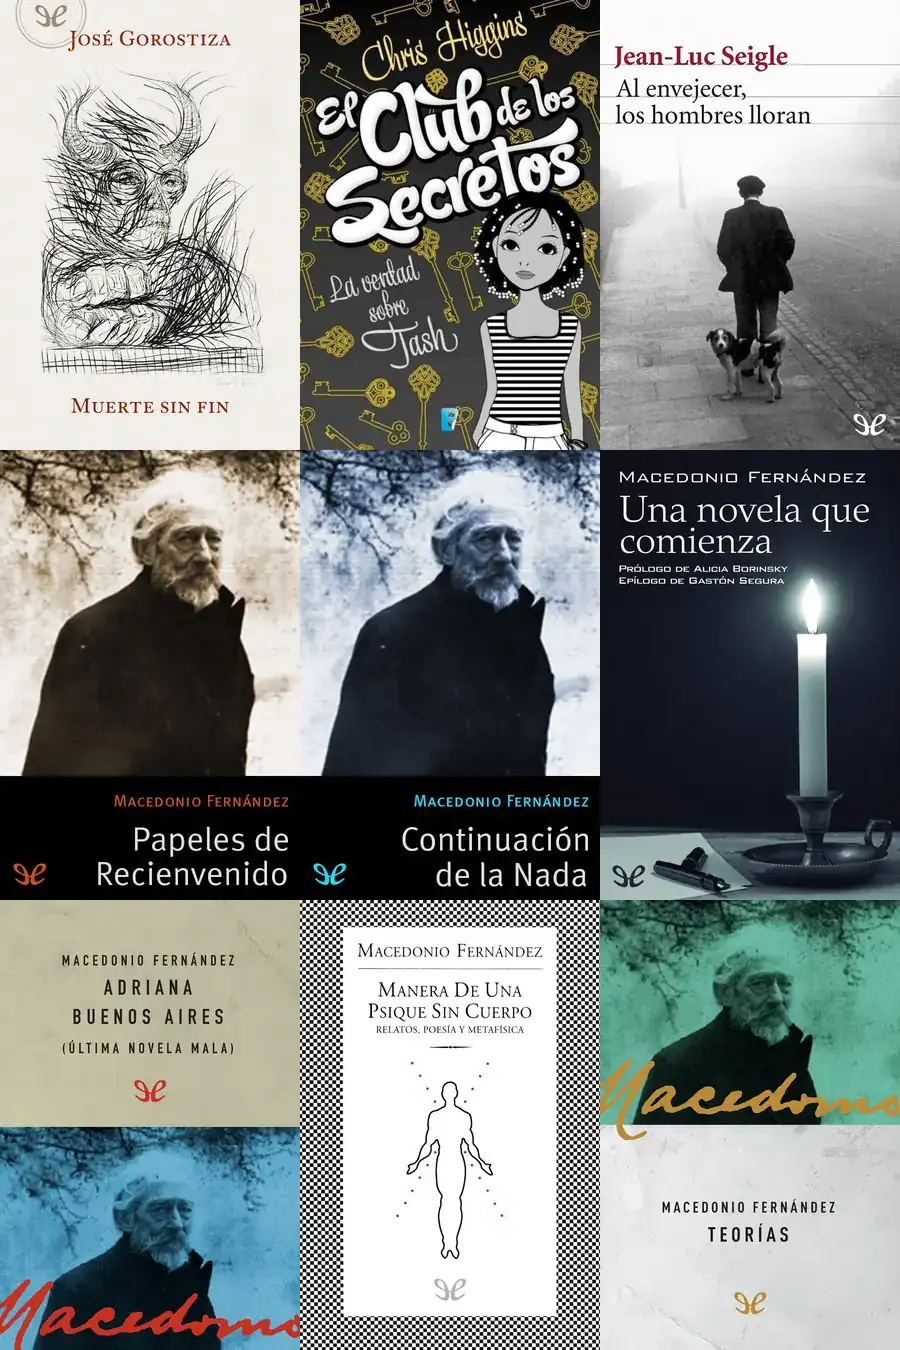 José Gorostiza
Muerte sin fin
Chris Higgins
El Club de los
Secretos
La verdad
sobre
Tash
Jean-Luc Seigle
Al envejecer,
los hombres lloran
Macedonio Fernández
Papeles de
Recienvenido
Macedonio Fernández
Continuación
de la Nada
Macedonio Fernández
Una novela que
comienza
Prólogo de Alicia Borinsky
Epílogo de Gastón Segura
MACEDONIO FERNÁNDEZ
ADRIANA
BUENOS AIRES
(ÚLTIMA NOVELA MALA)
Macedonio
Macedonio Fernández
Manera De Una
Psique Sin Cuerpo
RELATOS, POESÍA Y METAFÍSICA
Macedonio
MACEDONIO FERNÁNDEZ
TEORÍAS